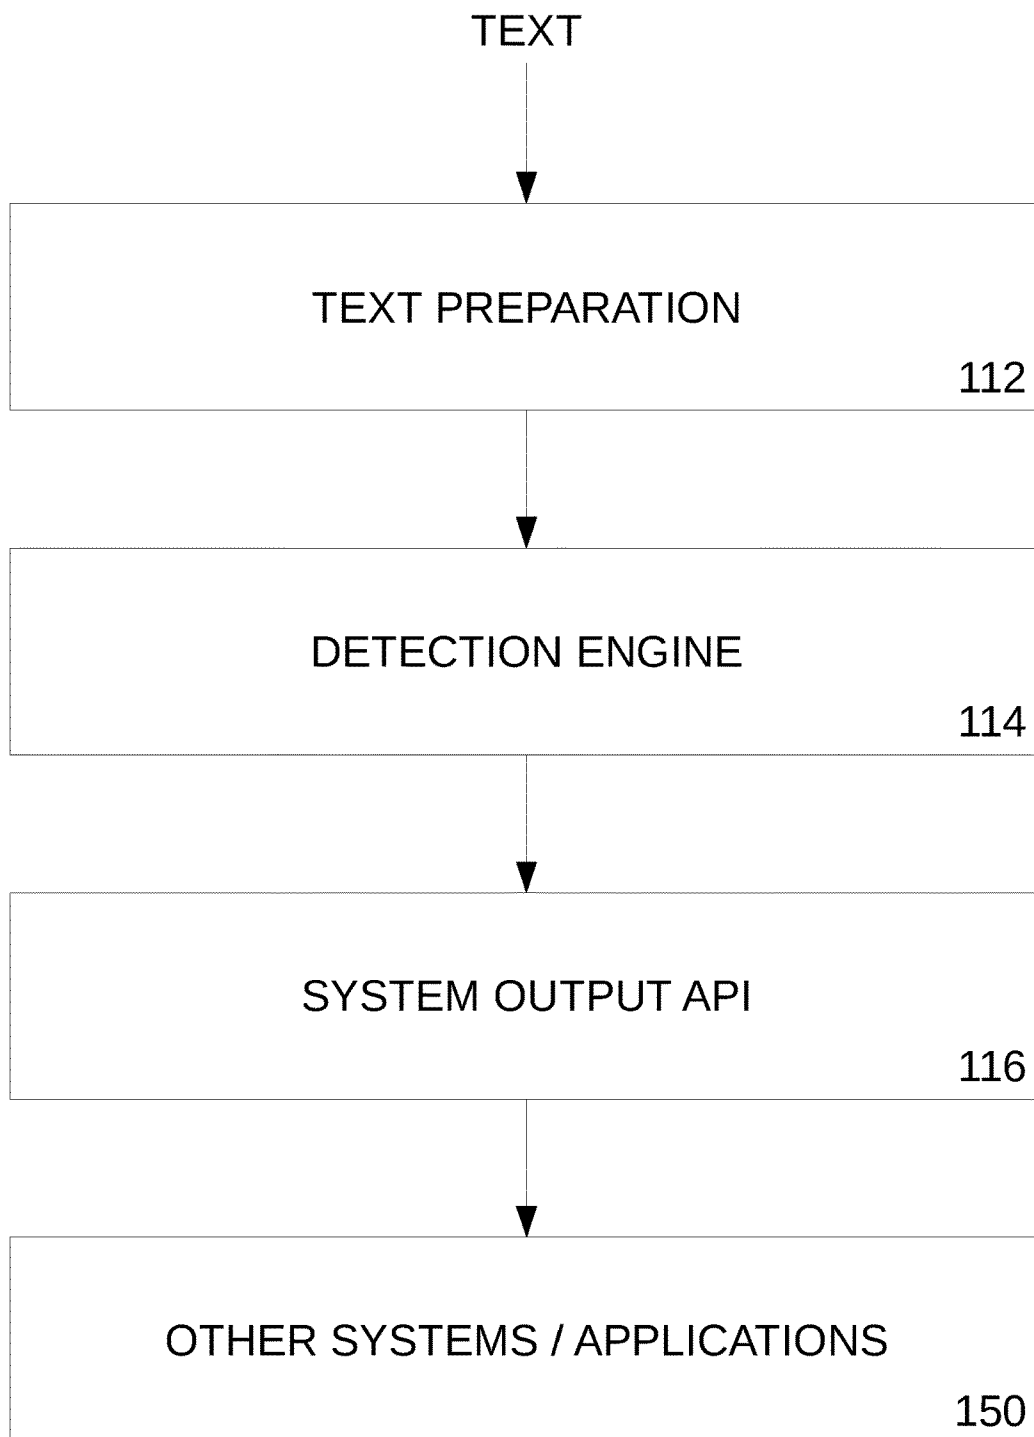 TEXT
TEXT PREPARATION
112
DETECTION ENGINE
114
SYSTEM OUTPUT API
116
OTHER SYSTEMS / APPLICATIONS
150